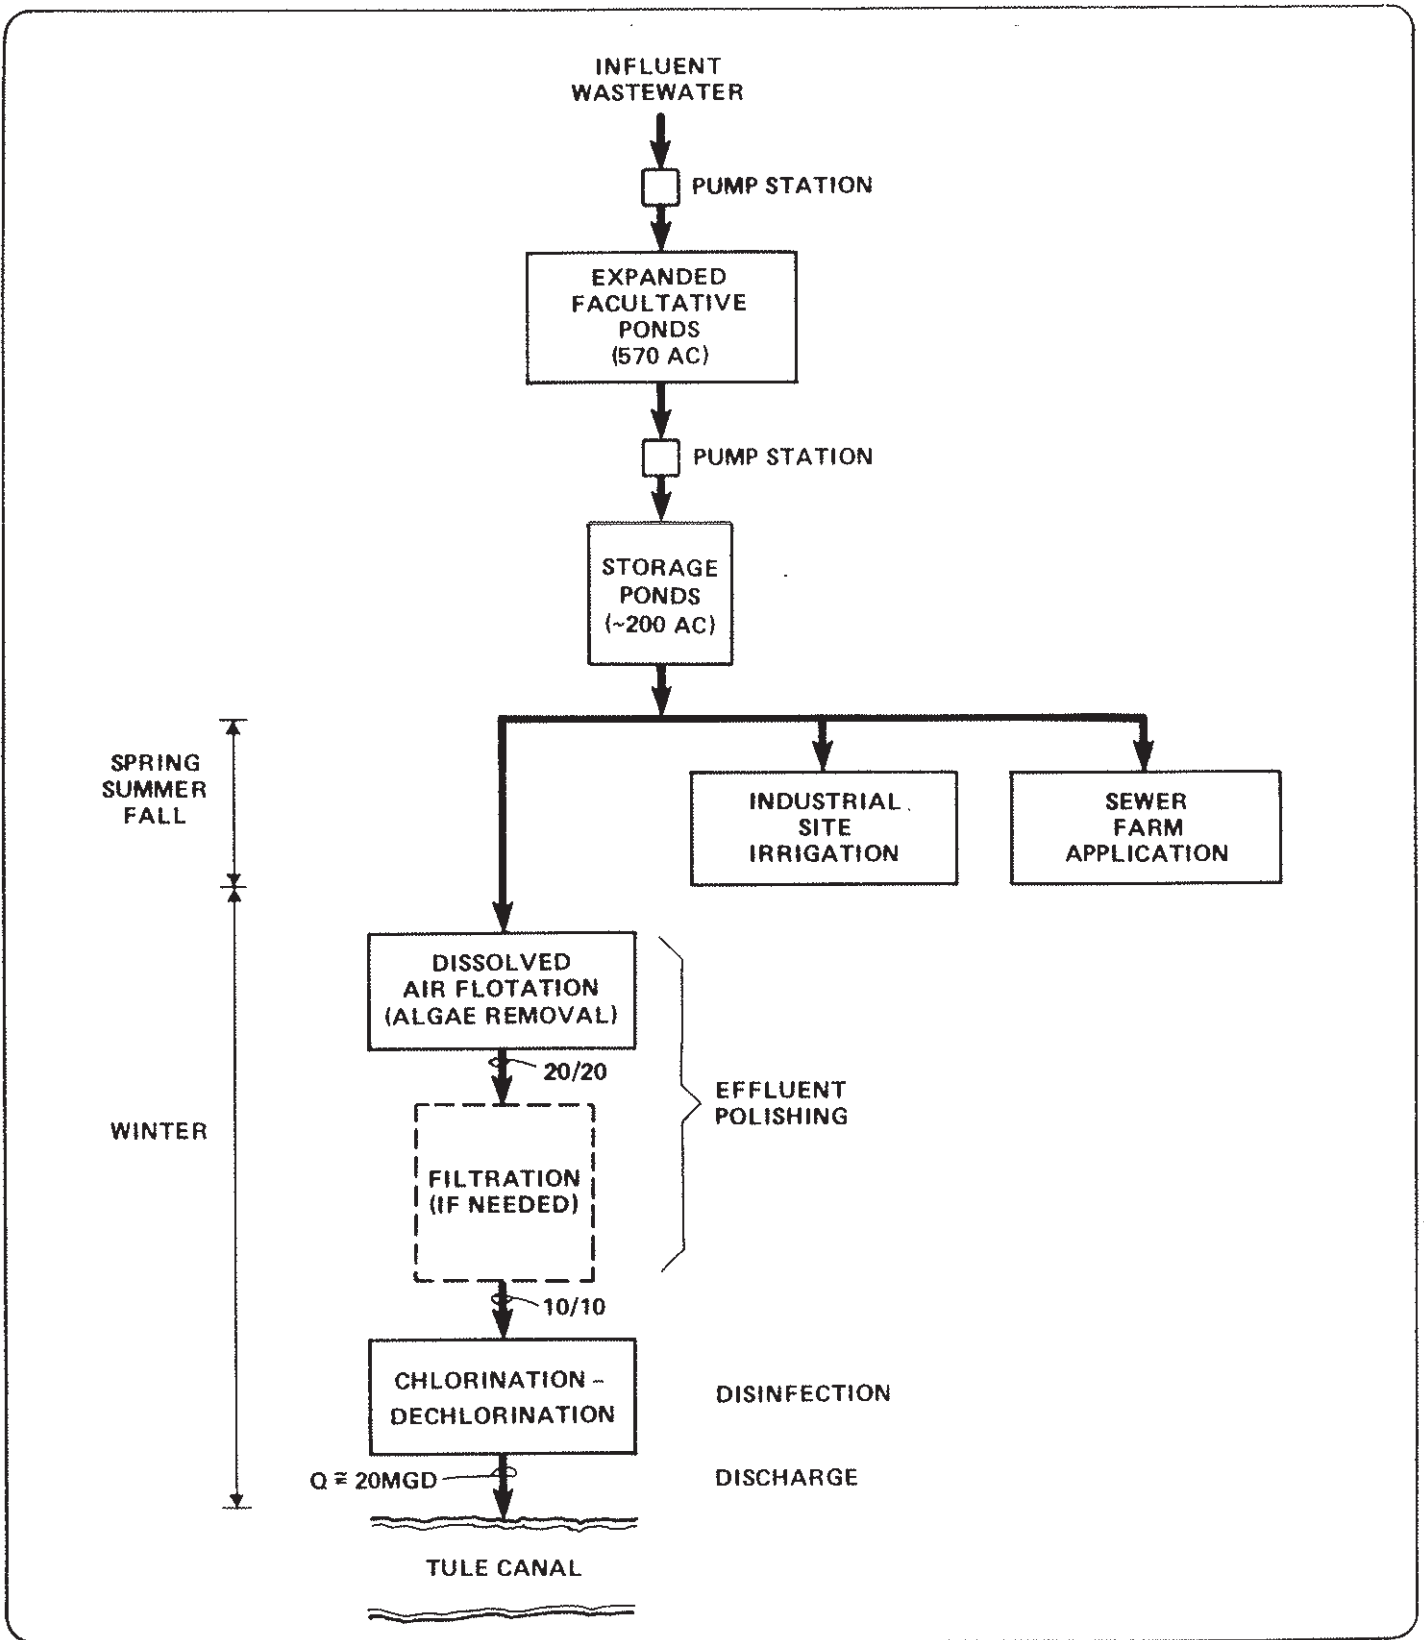 INFLUENT
WASTEWATER
PUMP STATION
EXPANDED
FACULTATIVE
PONDS
(570 AC)
PUMP STATION
STORAGE
PONDS
(~200 AC)
SPRING
SUMMER
FALL
INDUSTRIAL
SITE
IRRIGATION
SEWER
FARM
APPLICATION
DISSOLVED
AIR FLOTATION
(ALGAE REMOVAL)
20/20
EFFLUENT
POLISHING
WINTER
FILTRATION
(IF NEEDED)
10/10
CHLORINATION –
DECHLORINATION
DISINFECTION
Q ≅ 20MGD
DISCHARGE
TULE CANAL